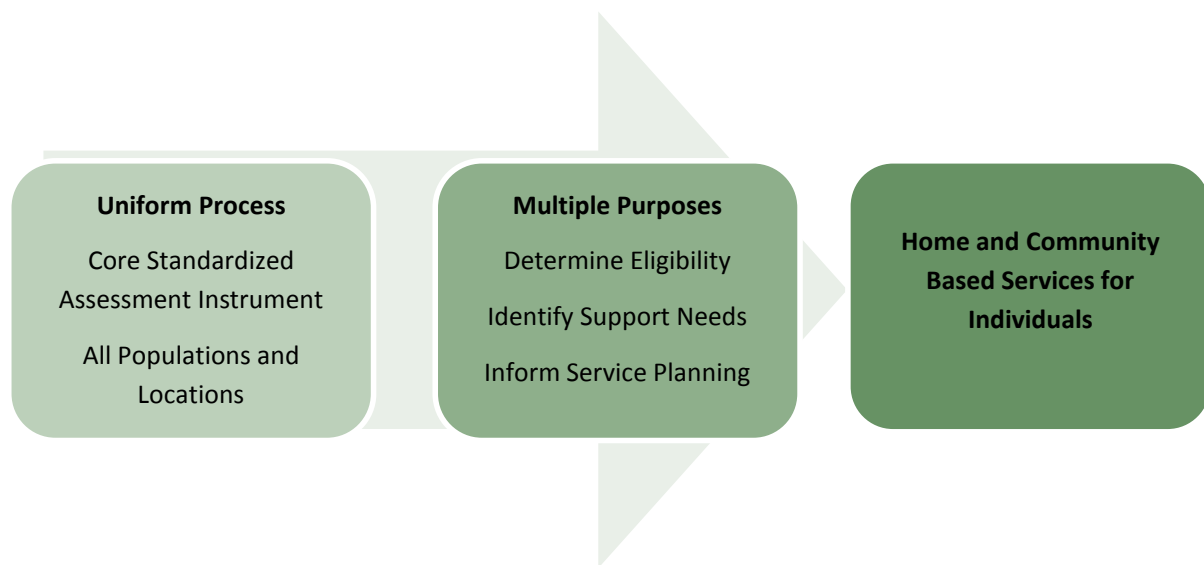 Uniform Process
Core Standardized
Assessment Instrument
All Populations and
Locations
Multiple Purposes
Determine Eligibility
Identify Support Needs
Inform Service Planning
Home and Community
Based Services for
Individuals